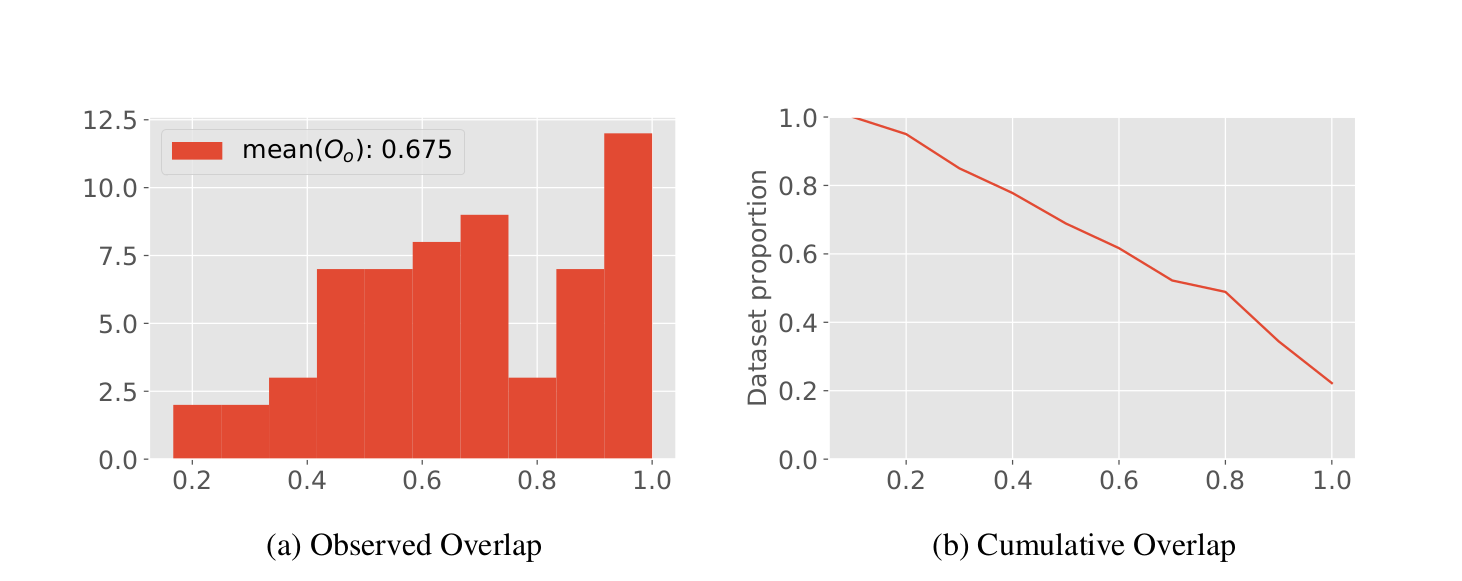 12.5
10.0
7.5
5.0
2.5
0.0
mean(Oₒ): 0.675
0.2 0.4 0.6 0.8 1.0
(a) Observed Overlap
Dataset proportion
1.0
0.8
0.6
0.4
0.2
0.0
0.2 0.4 0.6 0.8 1.0
(b) Cumulative Overlap